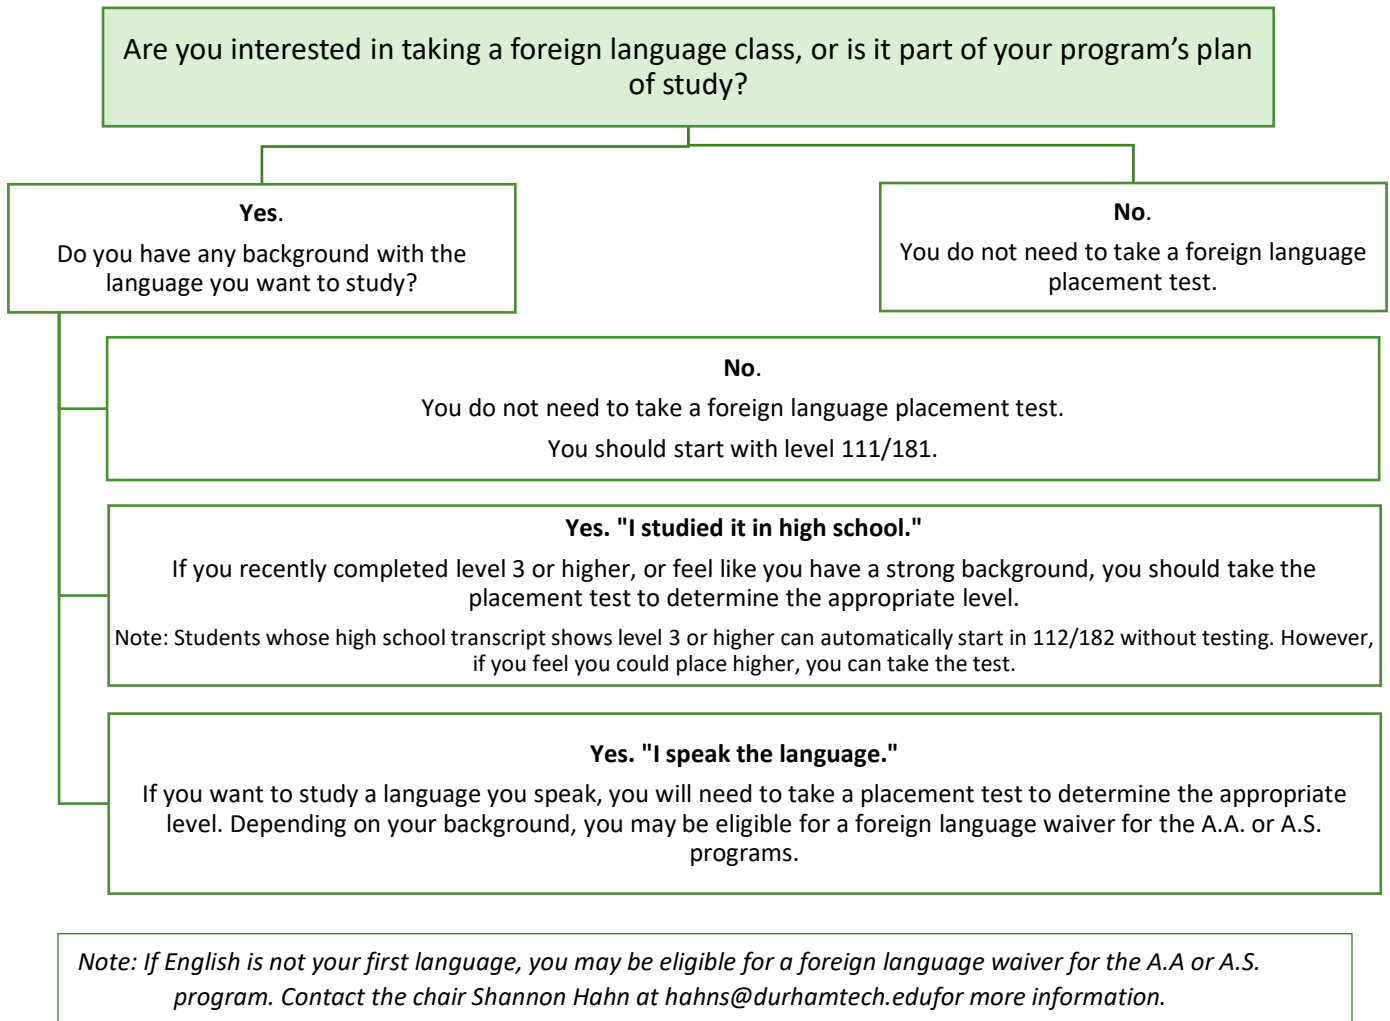 Are you interested in taking a foreign language class, or is it part of your program’s plan
of study?
Yes.
Do you have any background with the
language you want to study?
No.
You do not need to take a foreign language
placement test.
No.
You do not need to take a foreign language placement test.
You should start with level 111/181.
Yes. "I studied it in high school."
If you recently completed level 3 or higher, or feel like you have a strong background, you should take the
placement test to determine the appropriate level.
Note: Students whose high school transcript shows level 3 or higher can automatically start in 112/182 without testing. However,
if you feel you could place higher, you can take the test.
Yes. "I speak the language."
If you want to study a language you speak, you will need to take a placement test to determine the appropriate
level. Depending on your background, you may be eligible for a foreign language waiver for the A.A. or A.S.
programs.
Note: If English is not your first language, you may be eligible for a foreign language waiver for the A.A or A.S.
program. Contact the chair Shannon Hahn at hahns@durhamtech.edufor more information.